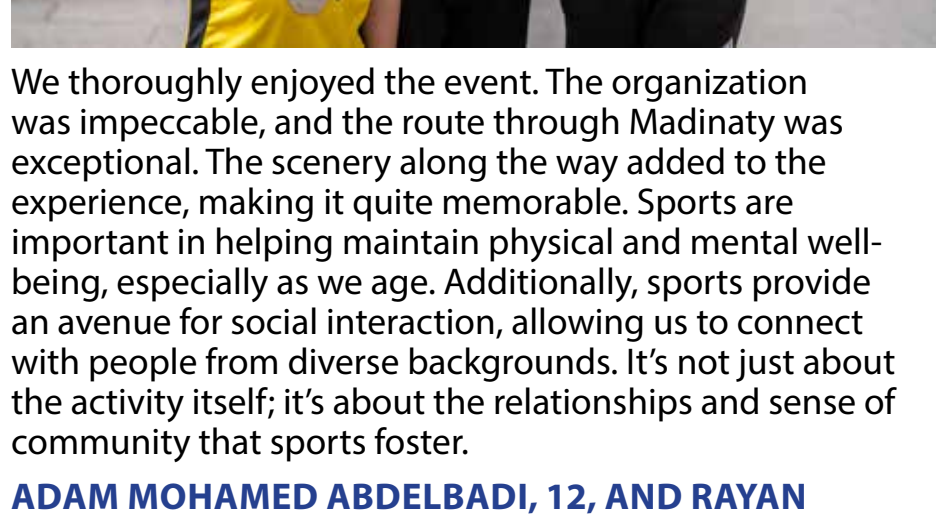 We thoroughly enjoyed the event. The organization
was impeccable, and the route through Madinaty was
exceptional. The scenery along the way added to the
experience, making it quite memorable. Sports are
important in helping maintain physical and mental well-
being, especially as we age. Additionally, sports provide
an avenue for social interaction, allowing us to connect
with people from diverse backgrounds. It’s not just about
the activity itself; it’s about the relationships and sense of
community that sports foster.
ADAM MOHAMED ABDELBADI, 12, AND RAYAN